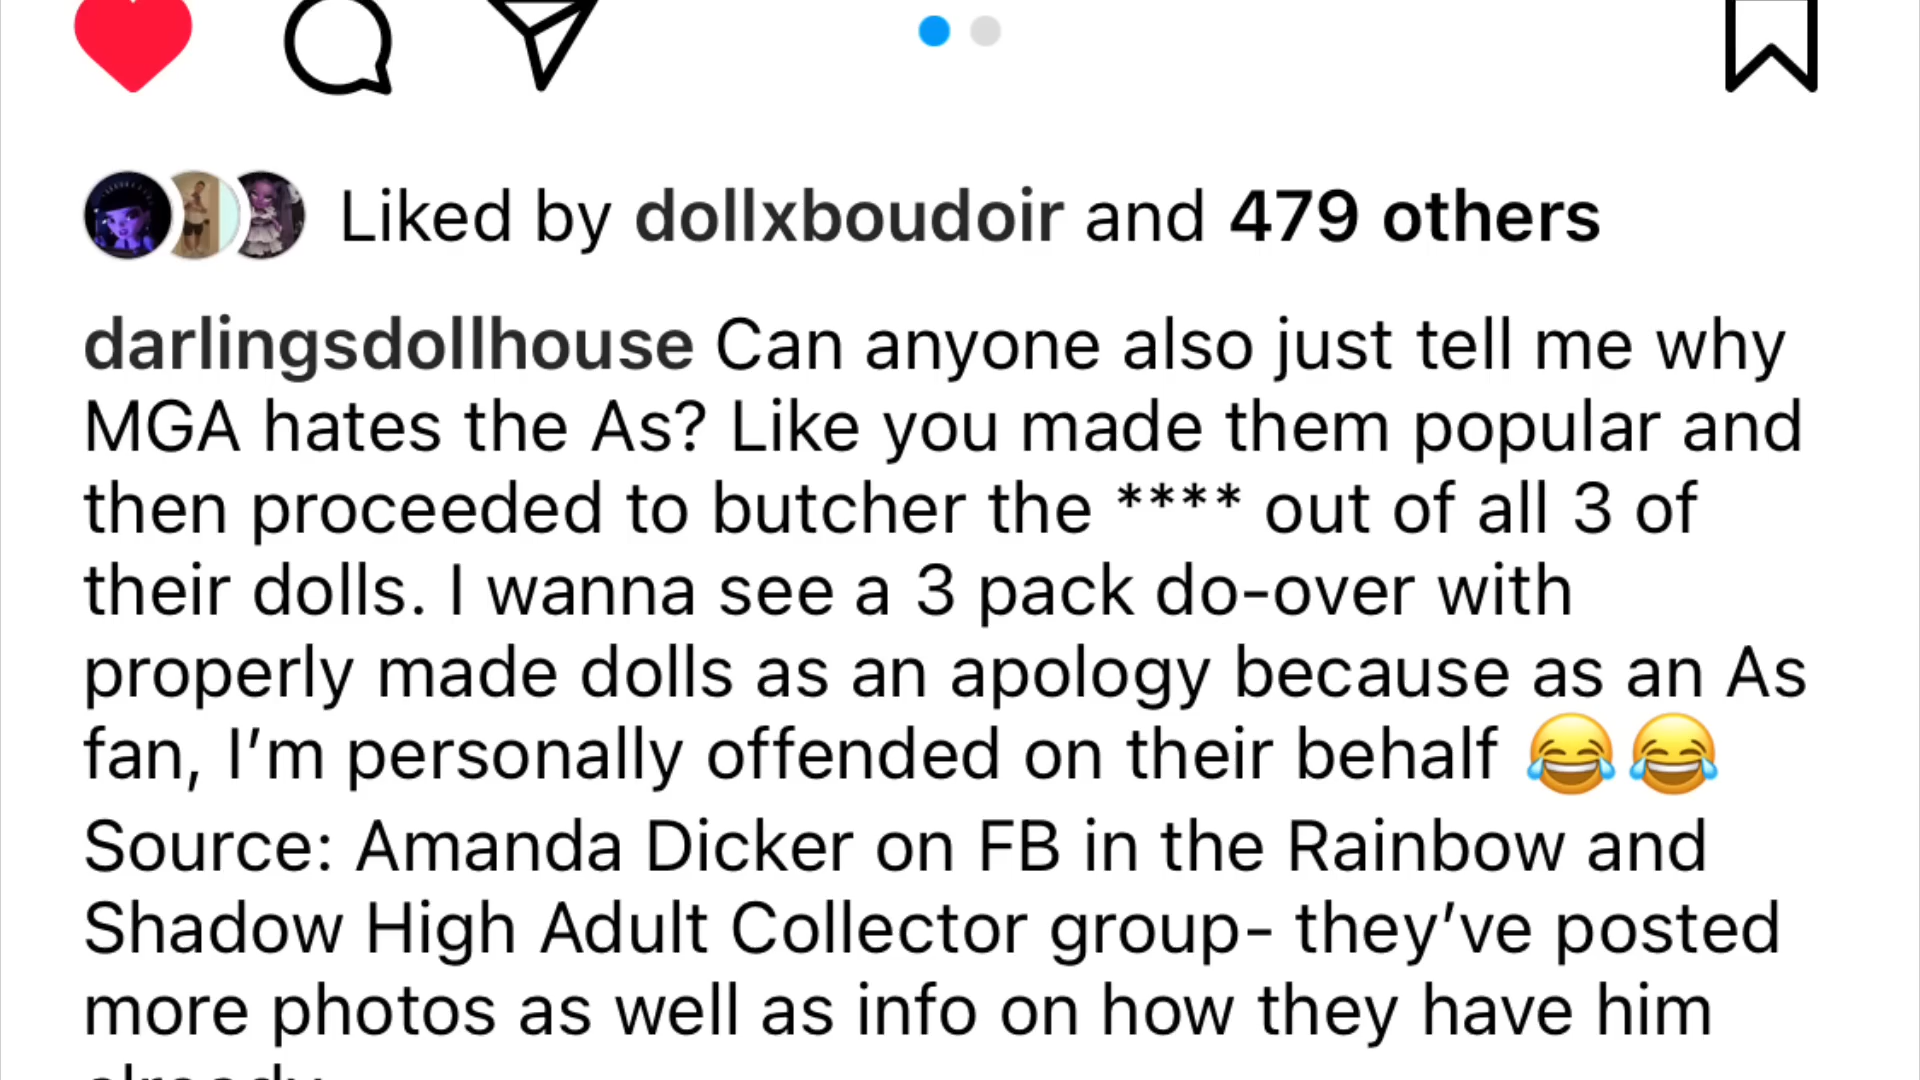 Liked by dollxboudoir and 479 others
darlingsdollhouse Can anyone also just tell me why
MGA hates the As? Like you made them popular and
then proceeded to butcher the **** out of all 3 of
their dolls. I wanna see a 3 pack do-over with
properly made dolls as an apology because as an As
fan, I’m personally offended on their behalf 😂😂
Source: Amanda Dicker on FB in the Rainbow and
Shadow High Adult Collector group- they’ve posted
more photos as well as info on how they have him